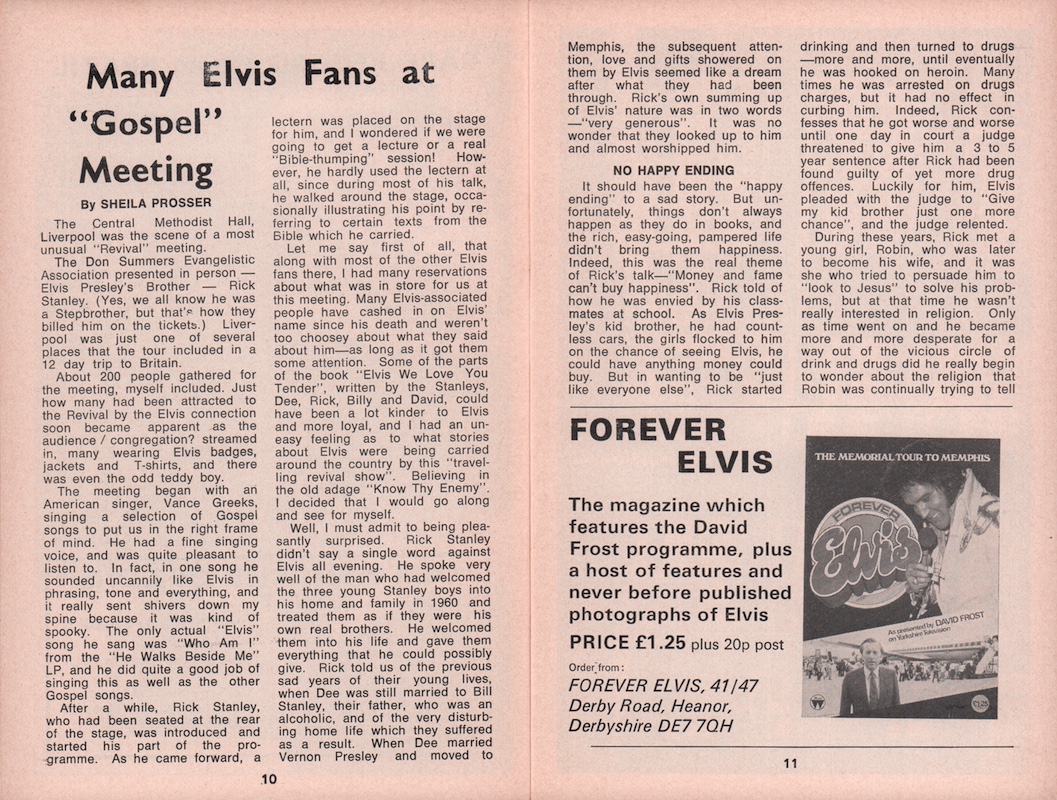 Many Elvis Fans at
"Gospel"
Meeting
By SHEILA PROSSER
The Central Methodist Hall,
Liverpool was the scene of a most
unusual "Revival" meeting.
The Don Summers Evangelistic
Association presented in person —
Elvis Presley's Brother — Rick
Stanley. (Yes, we all know he was
a Stepbrother, but that's how they
billed him on the tickets.) Liver-
pool was just one of several
places that the tour included in a
12 day trip to Britain.
About 200 people gathered for
the meeting, myself included. Just
how many had been attracted to
the Revival by the Elvis connection
soon became apparent as the
audience / congregation? streamed
in, many wearing Elvis badges,
jackets and T-shirts, and there
was even the odd teddy boy.
The meeting began with an
American singer, Vance Greeks,
singing a selection of Gospel
songs to put us in the right frame
of mind. He had a fine singing
voice, and was quite pleasant to
listen to. In fact, in one song he
sounded uncannily like Elvis in
phrasing, tone and everything, and
it really sent shivers down my
spine because it was kind of
spooky. The only actual "Elvis"
song he sang was "Who Am I"
from the "He Walks Beside Me"
LP, and he did quite a good job of
singing this as well as the other
Gospel songs.
After a while, Rick Stanley,
who had been seated at the rear
of the stage, was introduced and
started his part of the pro-
gramme. As he came forward, a
lectern was placed on the stage
for him, and I wondered if we were
going to get a lecture or a real
"Bible-thumping" session! How-
ever, he hardly used the lectern at
all, since during most of his talk,
he walked around the stage, occa-
sionally illustrating his point by re-
ferring to certain texts from the
Bible which he carried.
Let me say first of all, that
along with most of the other Elvis
fans there, I had many reservations
about what was in store for us at
this meeting. Many Elvis-associated
people have cashed in on Elvis'
name since his death and weren't
too choosey about what they said
about him—as long as it got them
some attention. Some of the parts
of the book "Elvis We Love You
Tender", written by the Stanleys,
Dee, Rick, Billy and David, could
have been a lot kinder to Elvis
and more loyal, and I had an un-
easy feeling as to what stories
about Elvis were being carried
around the country by this "travel-
ling revival show". Believing in
the old adage "Know Thy Enemy".
I decided that I would go along
and see for myself.
Well, I must admit to being plea-
santly surprised. Rick Stanley
didn't say a single word against
Elvis all evening. He spoke very
well of the man who had welcomed
the three young Stanley boys into
his home and family in 1960 and
treated them as if they were his
own real brothers. He welcomed
them into his life and gave them
everything that he could possibly
give. Rick told us of the previous
sad years of their young lives,
when Dee was still married to Bill
Stanley, their father, who was an
alcoholic, and of the very disturb-
ing home life which they suffered
as a result. When Dee married
Vernon Presley and moved to
10
Memphis, the subsequent atten-
tion, love and gifts showered on
them by Elvis seemed like a dream
after what they had been
through. Rick's own summing up
of Elvis' nature was in two words
—"very generous". It was no
wonder that they looked up to him
and almost worshipped him.
NO HAPPY ENDING
It should have been the "happy
ending" to a sad story. But un-
fortunately, things don't always
happen as they do in books, and
the rich, easy-going, pampered life
didn't bring them happiness.
Indeed, this was the real theme
of Rick's talk—"Money and fame
can't buy happiness". Rick told of
how he was envied by his class-
mates at school. As Elvis Pres-
ley's kid brother, he had count-
less cars, the girls flocked to him
on the chance of seeing Elvis, he
could have anything money could
buy. But in wanting to be "just
like everyone else", Rick started
drinking and then turned to drugs
—more and more, until eventually
he was hooked on heroin. Many
times he was arrested on drugs
charges, but it had no effect in
curbing him. Indeed, Rick con-
fesses that he got worse and worse
until one day in court a judge
threatened to give him a 3 to 5
year sentence after Rick had been
found guilty of yet more drug
offences. Luckily for him, Elvis
pleaded with the judge to "Give
my kid brother just one more
chance", and the judge relented.
During these years, Rick met a
young girl, Robin, who was later
to become his wife, and it was
she who tried to persuade him to
"look to Jesus" to solve his prob-
lems, but at that time he wasn't
really interested in religion. Only
as time went on and he became
more and more desperate for a
way out of the vicious circle of
drink and drugs did he really begin
to wonder about the religion that
Robin was continually trying to tell
FOREVER
ELVIS
The magazine which
features the David
Frost programme, plus
a host of features and
never before published
photographs of Elvis
PRICE £1.25 plus 20p post
Order from :
FOREVER ELVIS, 41/47
Derby Road, Heanor,
Derbyshire DE7 7QH
THE MEMORIAL TOUR TO MEMPHIS
FOREVER
Elvis
As presented by DAVID FROST
on Yorkshire Television
£1.25
11